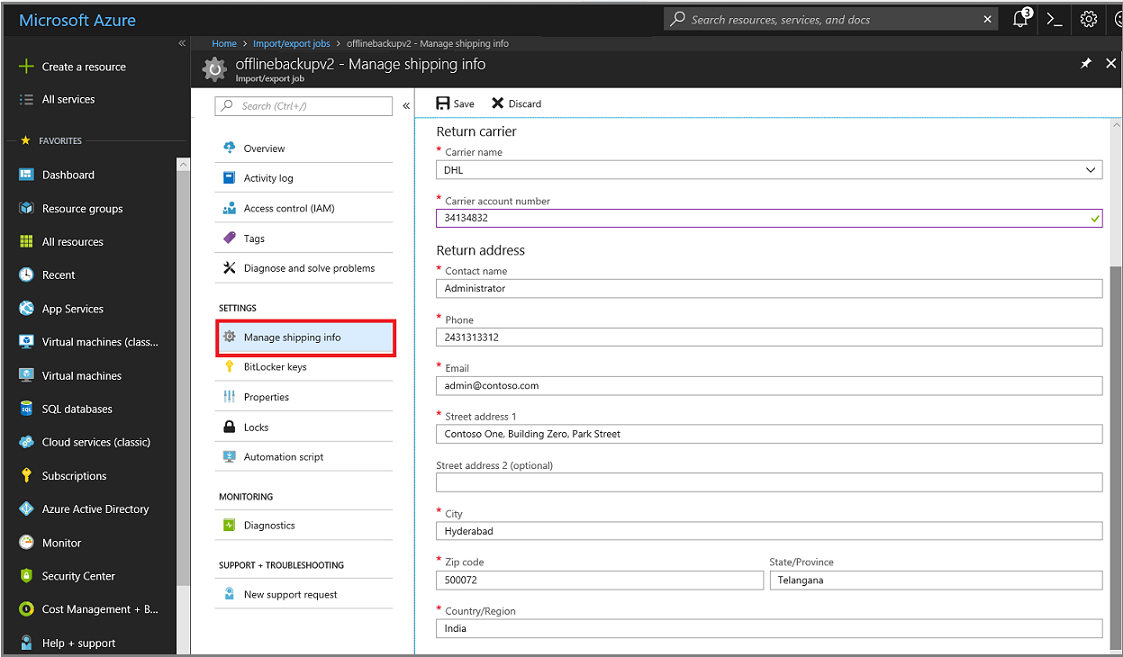 Microsoft Azure
Search resources, services, and docs
3
Create a resource
All services
FAVORITES
Dashboard
Resource groups
All resources
Recent
App Services
Virtual machines (class...
Virtual machines
SQL databases
Cloud services (classic)
Subscriptions
Azure Active Directory
Monitor
Security Center
Cost Management + B...
Help + support
Home > Import/export jobs > offlinebackupv2 - Manage shipping info
offlinebackupv2 - Manage shipping info
Import/export job
Search (Ctrl+/)
Overview
Activity log
Access control (IAM)
Tags
Diagnose and solve problems
SETTINGS
Manage shipping info
BitLocker keys
Properties
Locks
Automation script
MONITORING
Diagnostics
SUPPORT + TROUBLESHOOTING
New support request
Save Discard
Return carrier
* Carrier name
DHL
* Carrier account number
34134832
Return address
* Contact name
Administrator
* Phone
2431313312
* Email
admin@contoso.com
* Street address 1
Contoso One, Building Zero, Park Street
Street address 2 (optional)
* City
Hyderabad
* Zip code State/Province
500072 Telangana
* Country/Region
India